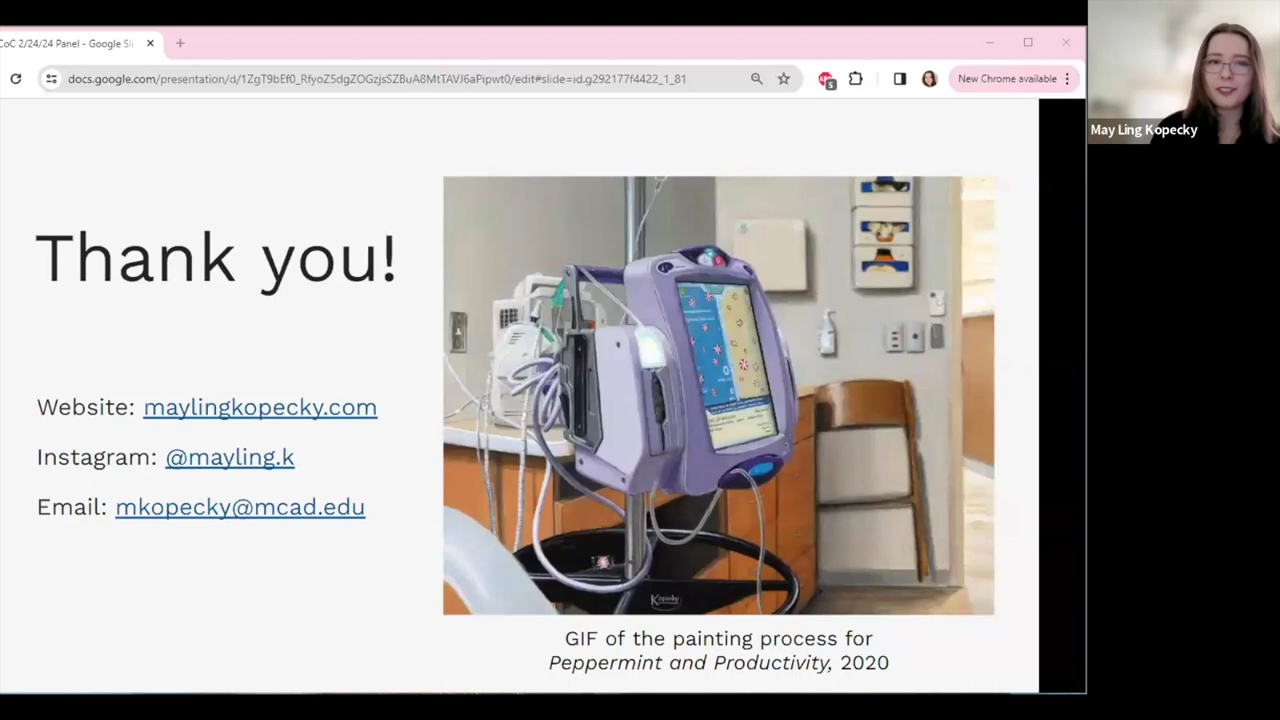 CoC 2/24/24 Panel - Google Sli
docs.google.com/presentation/d/1ZgT9bEf0_RfyoZ5dgZOGzjsSZBuA8MtTAVJ6aPipwt0/edit#slide=id.g292177f4422_1_81
5
New Chrome available
May Ling Kopecky
Thank you!
Website: maylingkopecky.com
Instagram: @mayling.k
Email: mkopecky@mcad.edu
Kopecky
GIF of the painting process for
Peppermint and Productivity, 2020